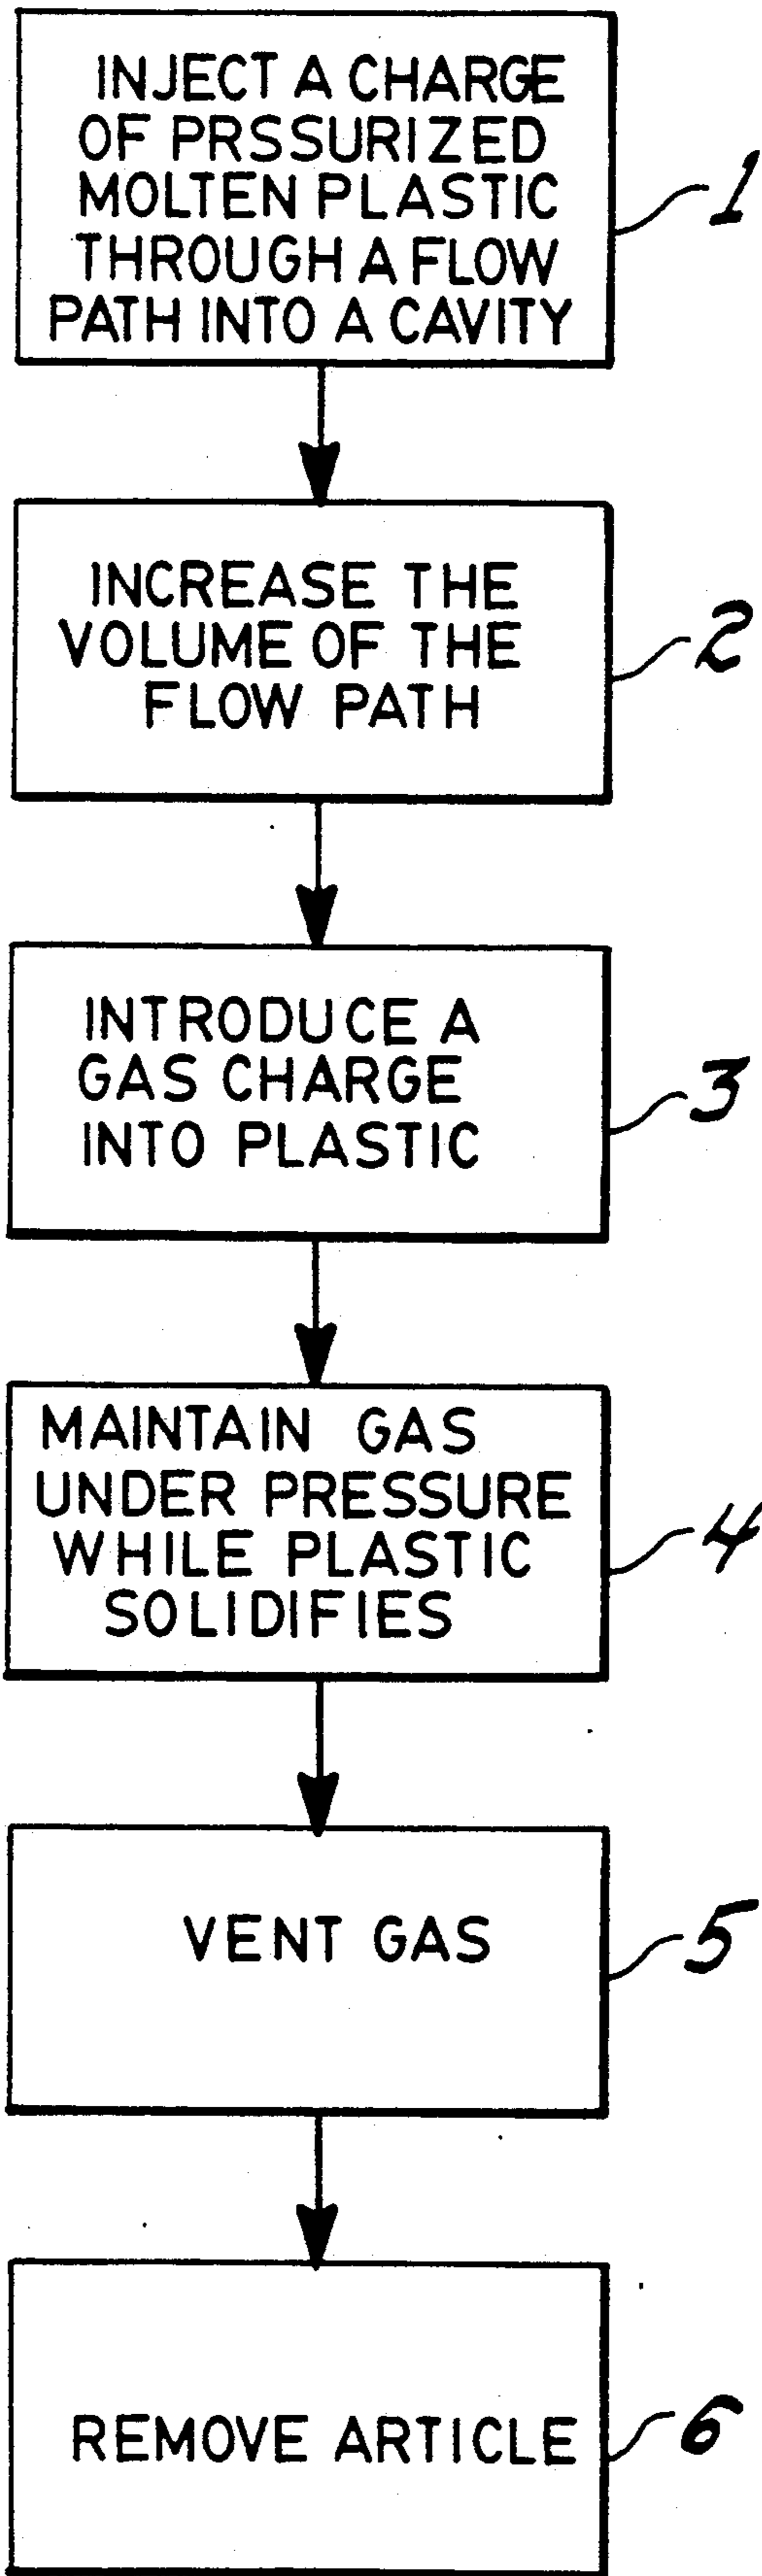 INJECT A CHARGE
OF PRSSURIZED
MOLTEN PLASTIC
THROUGH A FLOW
PATH INTO A CAVITY
1
INCREASE THE
VOLUME OF THE
FLOW PATH
2
INTRODUCE A
GAS CHARGE
INTO PLASTIC
3
MAINTAIN GAS
UNDER PRESSURE
WHILE PLASTIC
SOLIDIFIES
4
VENT GAS
5
REMOVE ARTICLE
6